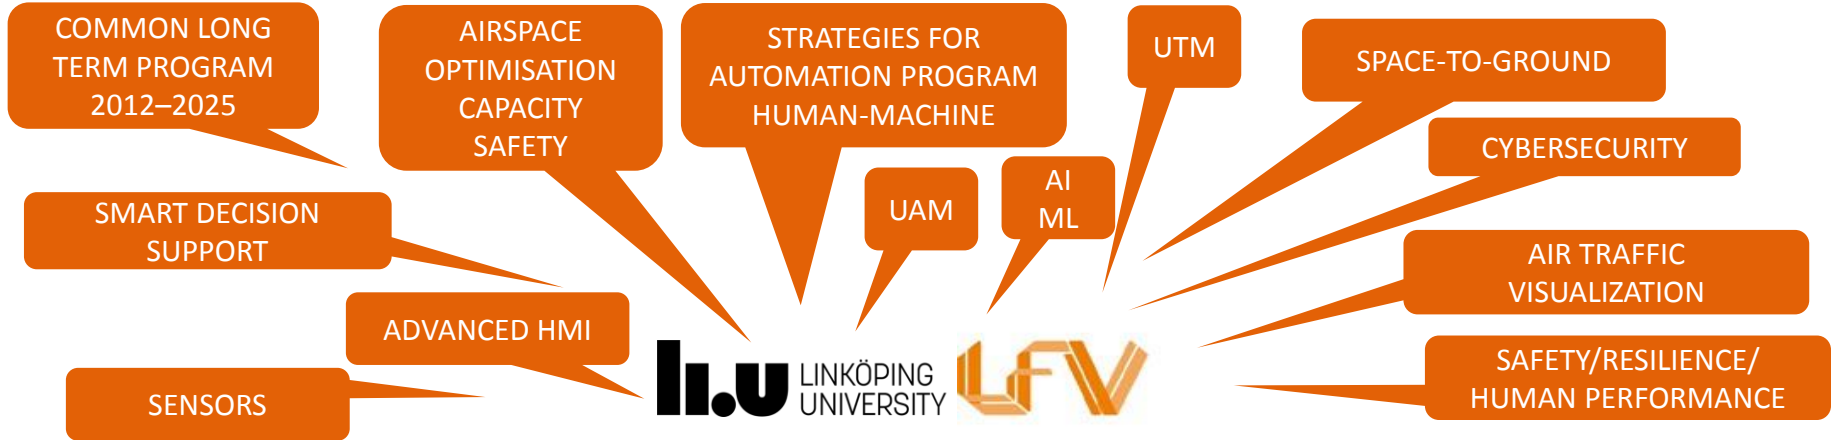 COMMON LONG
TERM PROGRAM
2012–2025
AIRSPACE
OPTIMISATION
CAPACITY
SAFETY
STRATEGIES FOR
AUTOMATION PROGRAM
HUMAN-MACHINE
UTM
SPACE-TO-GROUND
CYBERSECURITY
SMART DECISION
SUPPORT
UAM
AI
ML
AIR TRAFFIC
VISUALIZATION
ADVANCED HMI
SENSORS
li.u LINKÖPING
UNIVERSITY
LFV
SAFETY/RESILIENCE/
HUMAN PERFORMANCE